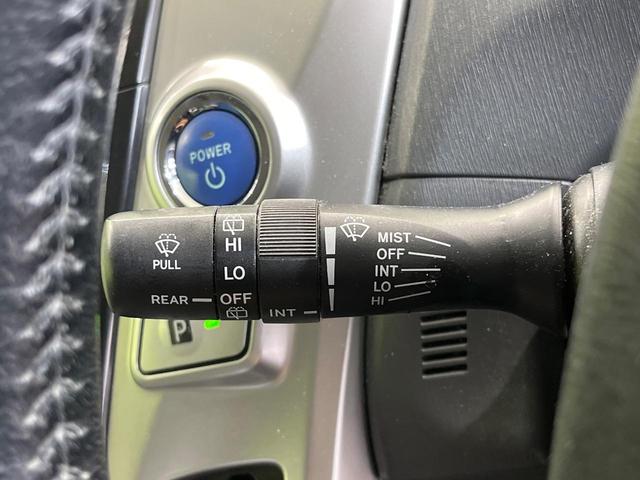 POWER
PULL
REAR
HI
LO
OFF
INT
MIST
OFF
INT
LO
HI
P